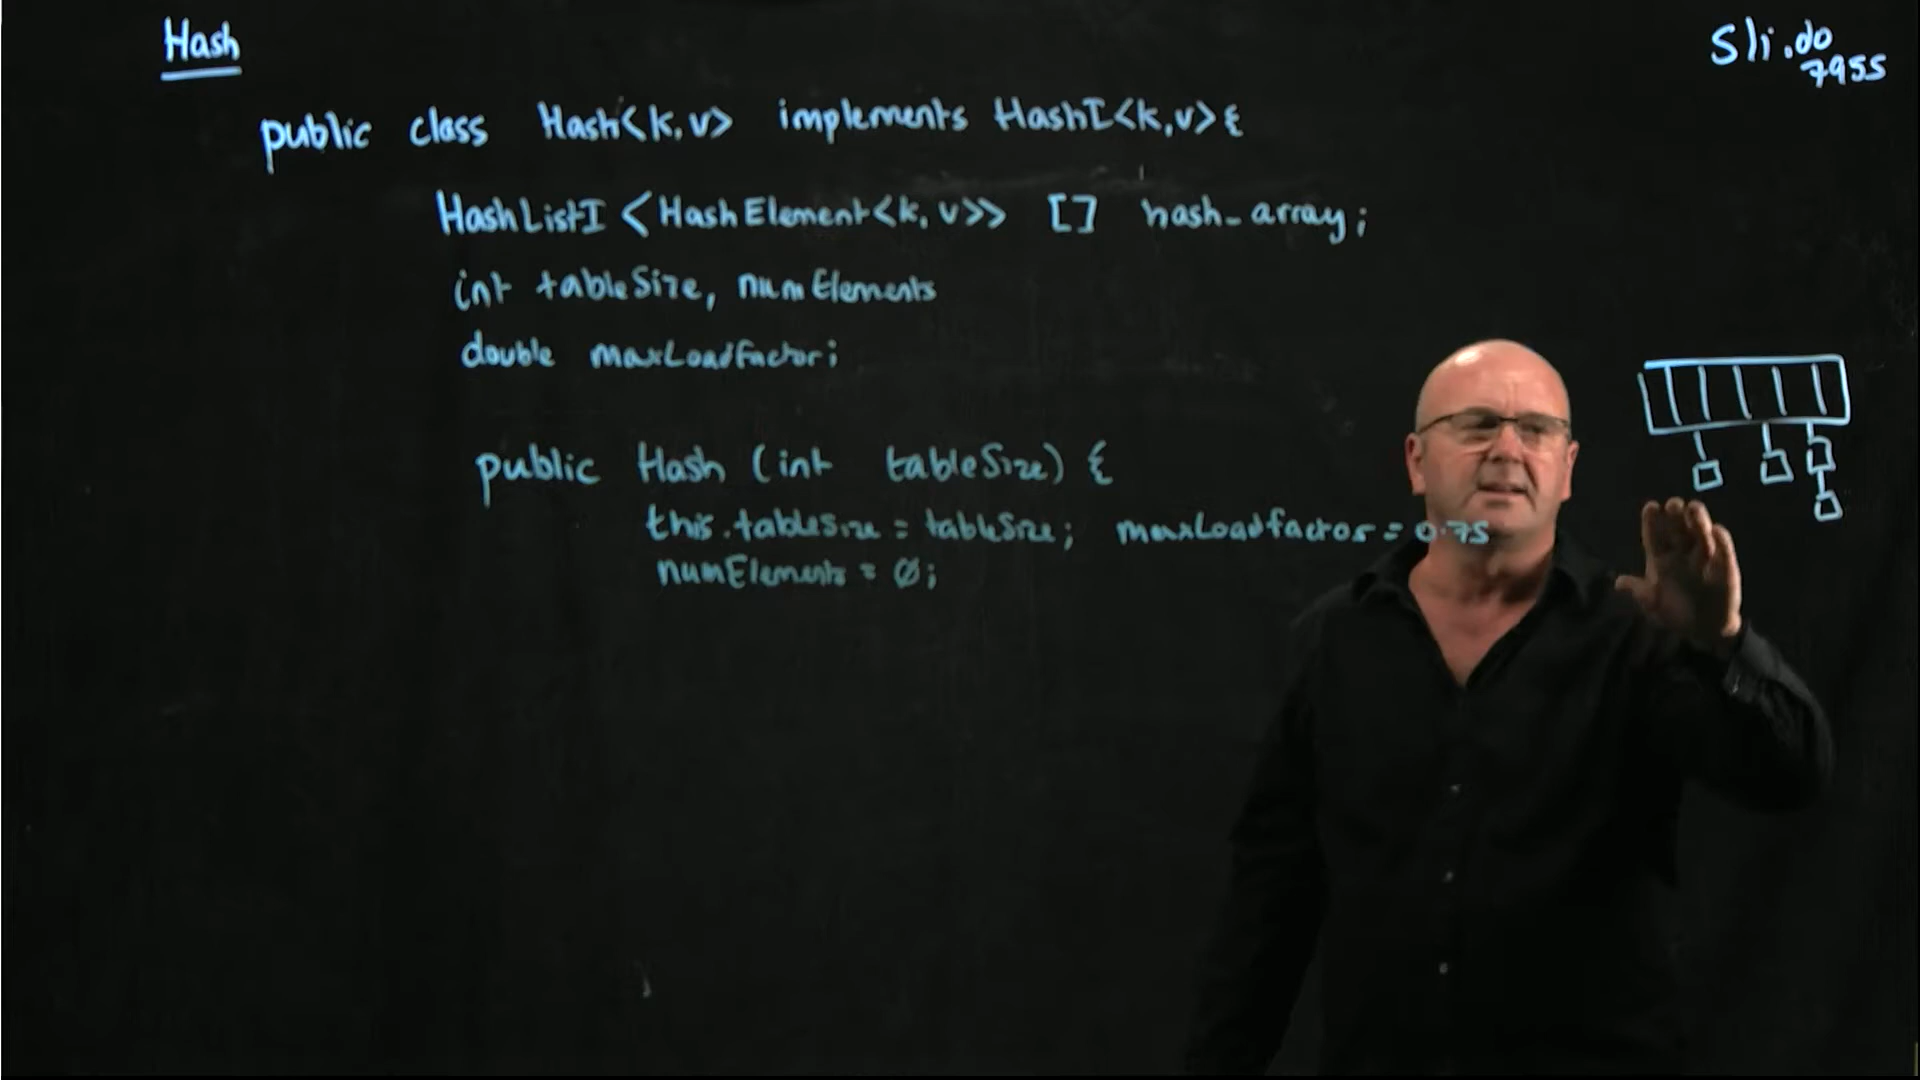 Hash
Sli.do
7955
public class Hash<k,v> implements HashI<k,v>{
HashListI <HashElement<k,v>> [] hash_array;
int tableSize, numElements
double maxLoadFactor;
public Hash (int tableSize) {
this.tableSize = tableSize; maxLoadfactor = 0.75
numElements = Ø;